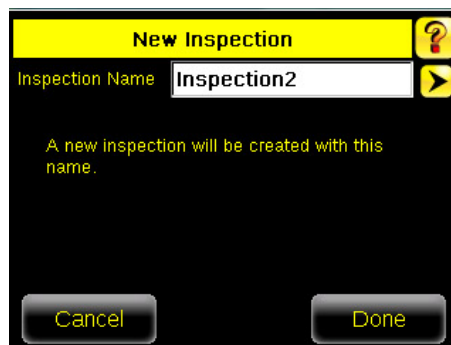 New Inspection
?
Inspection Name Inspection2
A new inspection will be created with this
name.
Cancel Done